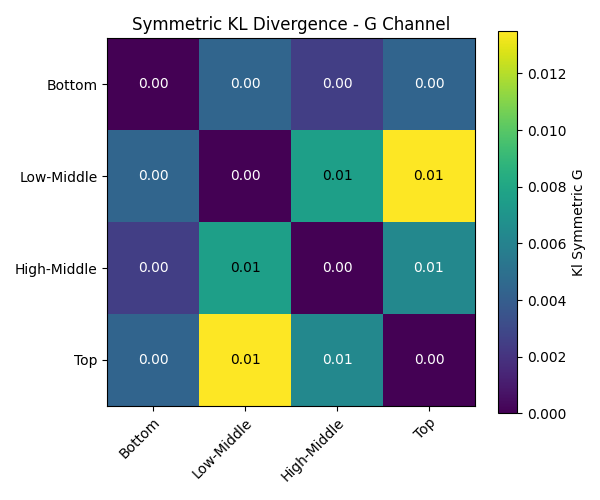 Symmetric KL Divergence - G Channel
Bottom 0.00 0.00 0.00 0.00
Low-Middle 0.00 0.00 0.01 0.01
High-Middle 0.00 0.01 0.00 0.01
Top 0.00 0.01 0.01 0.00
Bottom Low-Middle High-Middle Top
0.012
0.010
0.008
0.006
0.004
0.002
0.000
Kl Symmetric G